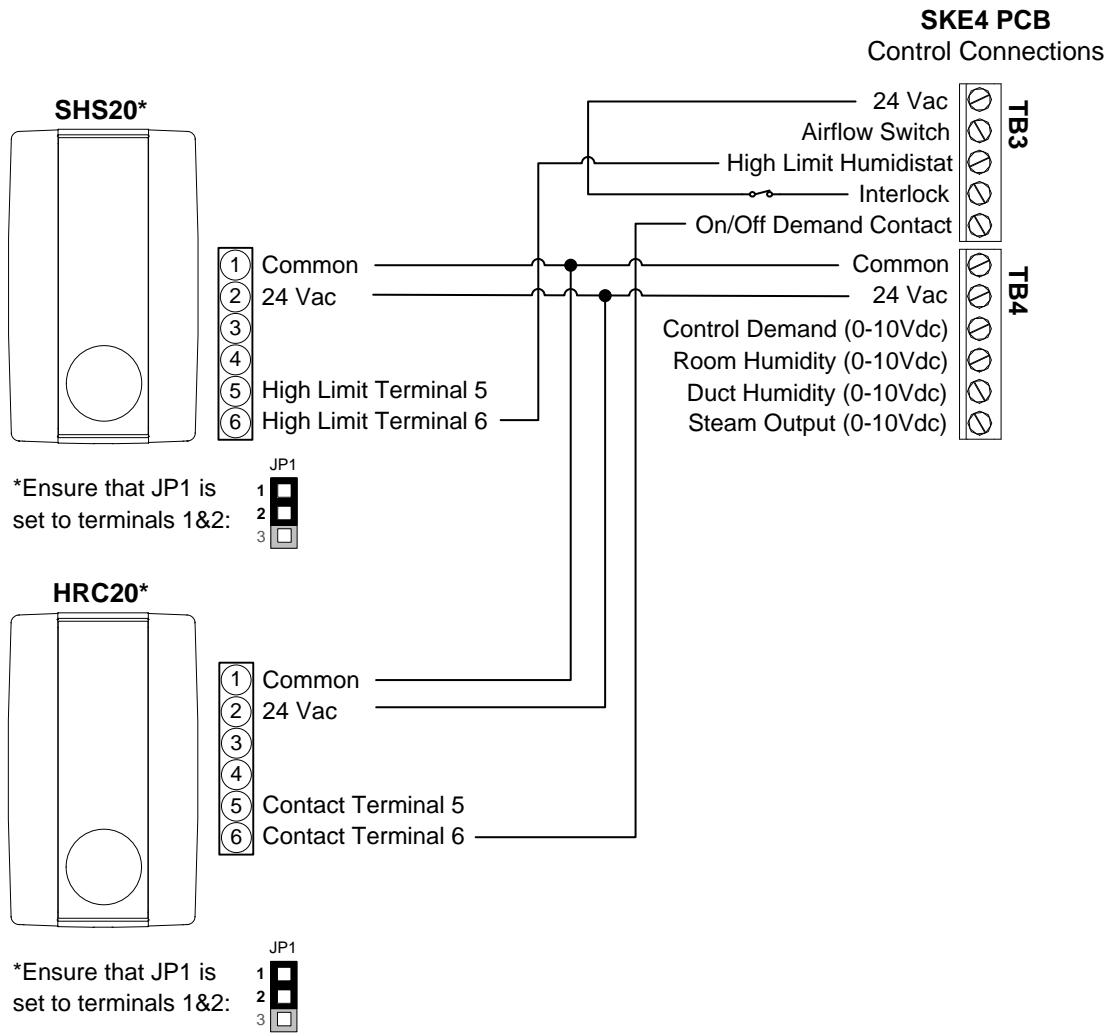 SKE4 PCB
Control Connections
24 Vac
Airflow Switch
High Limit Humidistat
Interlock
On/Off Demand Contact
TB3
Common
24 Vac
Control Demand (0-10Vdc)
Room Humidity (0-10Vdc)
Duct Humidity (0-10Vdc)
Steam Output (0-10Vdc)
TB4
SHS20*
1 Common
2 24 Vac
3
4
5 High Limit Terminal 5
6 High Limit Terminal 6
*Ensure that JP1 is
set to terminals 1&2:
JP1
1
2
3
HRC20*
1 Common
2 24 Vac
3
4
5 Contact Terminal 5
6 Contact Terminal 6
*Ensure that JP1 is
set to terminals 1&2:
JP1
1
2
3